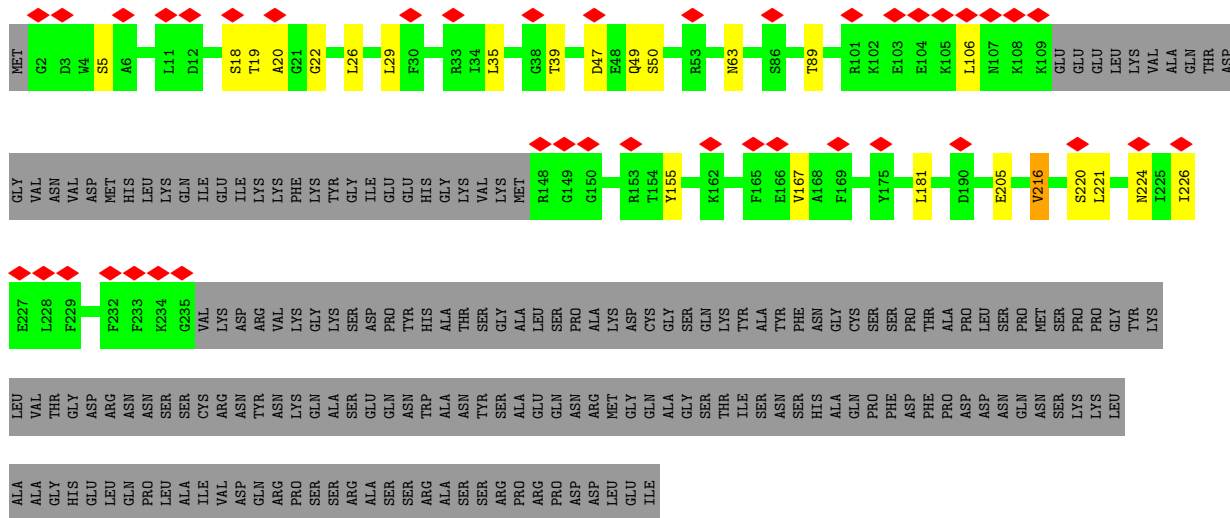 MET G2 D3 W4 S5 A6 L11 D12 S18 T19 A20 G21 G22 L26 L29 F30 R33 I34 L35 G38 T39 D47 E48 Q49 S50 R53 N63 S86 T89 R101 K102 E103 E104 K105 L106 N107 K108 K109 GLU GLU GLU LEU LYS VAL ALA GLN THR ASP
GLY VAL ASN VAL ASP MET HIS LEU LYS GLN ILE GLU ILE LYS LYS PHE LYS TYR GLY ILE GLU GLU HIS GLY LYS VAL LYS MET R148 G149 G150 R153 T154 Y155 K162 F165 E166 V167 A168 F169 Y175 L181 D190 E205 V216 S220 L221 N224 I225 I226
E227 L228 F229 F232 F233 K234 G235 VAL LYS ASP ARG VAL LYS GLY LYS SER ASP PRO TYR HIS ALA THR SER GLY ALA LEU SER PRO ALA LYS ASP CYS GLY SER GLN LYS TYR ALA TYR PHE ASN GLY CYS SER SER PRO THR ALA PRO LEU SER PRO MET SER PRO PRO GLY TYR LYS
LEU VAL THR GLY ASP ARG ASN ASN SER SER CYS ARG ASN TYR ASN LYS GLN ALA SER GLU GLN ASN TRP ALA ASN TYR SER ALA GLU GLN ASN ARG MET GLY GLN ALA GLY SER THR ILE SER ASN SER HIS ALA GLN PRO PHE ASP PHE PRO ASP ASP ASN GLN ASN SER LYS LYS LEU
ALA ALA GLY HIS GLU LEU GLN PRO LEU ALA ILE VAL ASP GLN ARG PRO SER SER ARG ALA SER SER ARG ALA SER SER ARG PRO ARG PRO ASP ASP LEU GLU ILE